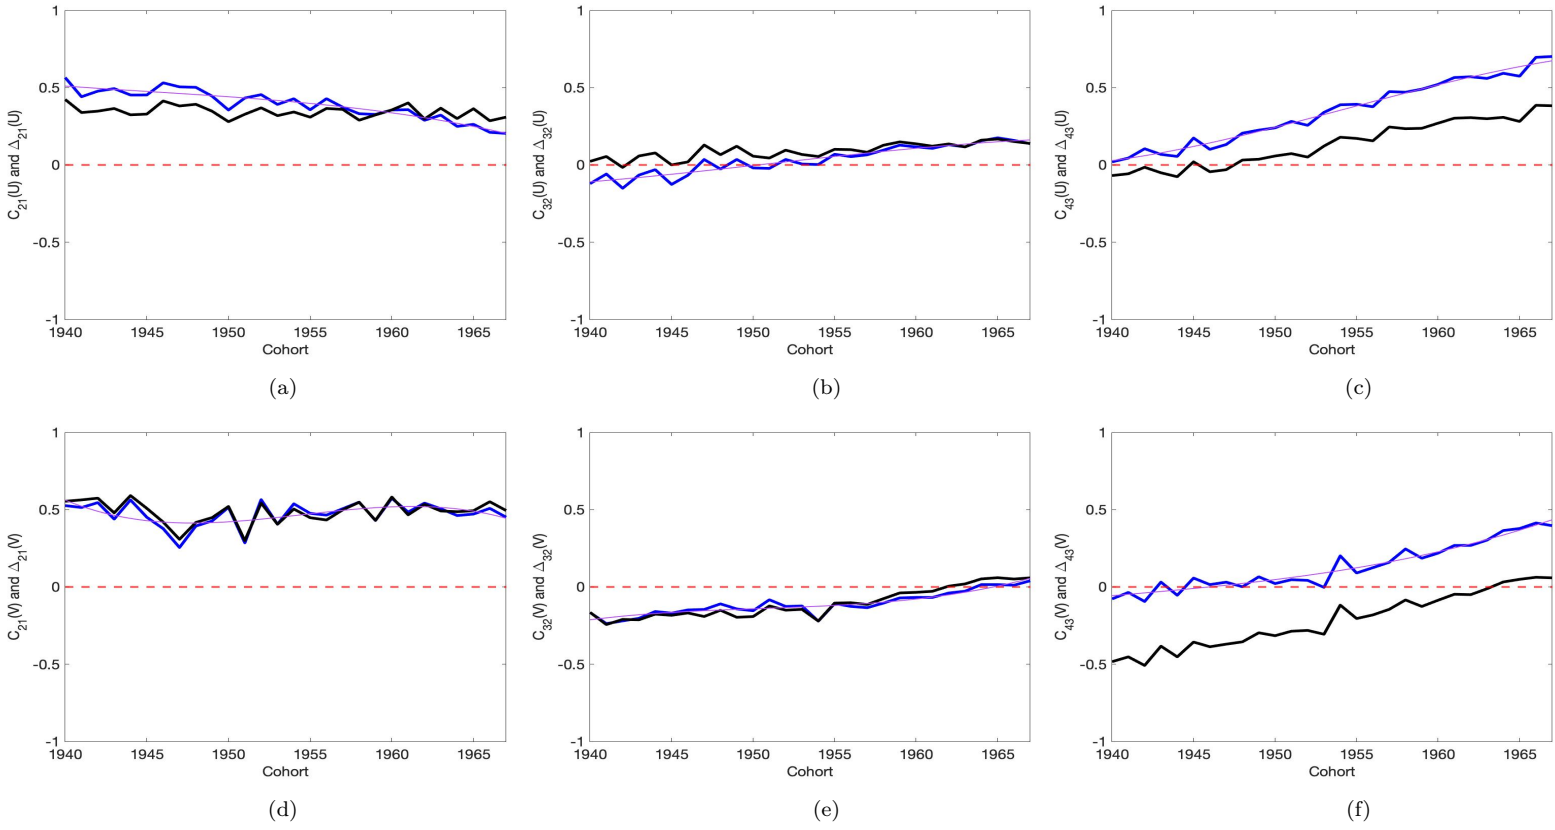 1
0.5
0
-0.5
-1
C21(U) and Δ21(U)
1940 1945 1950 1955 1960 1965
Cohort
(a)
1
0.5
0
-0.5
-1
C32(U) and Δ32(U)
1940 1945 1950 1955 1960 1965
Cohort
(b)
1
0.5
0
-0.5
-1
C43(U) and Δ43(U)
1940 1945 1950 1955 1960 1965
Cohort
(c)
1
0.5
0
-0.5
-1
C21(V) and Δ21(V)
1940 1945 1950 1955 1960 1965
Cohort
(d)
1
0.5
0
-0.5
-1
C32(V) and Δ32(V)
1940 1945 1950 1955 1960 1965
Cohort
(e)
1
0.5
0
-0.5
-1
C43(V) and Δ43(V)
1940 1945 1950 1955 1960 1965
Cohort
(f)